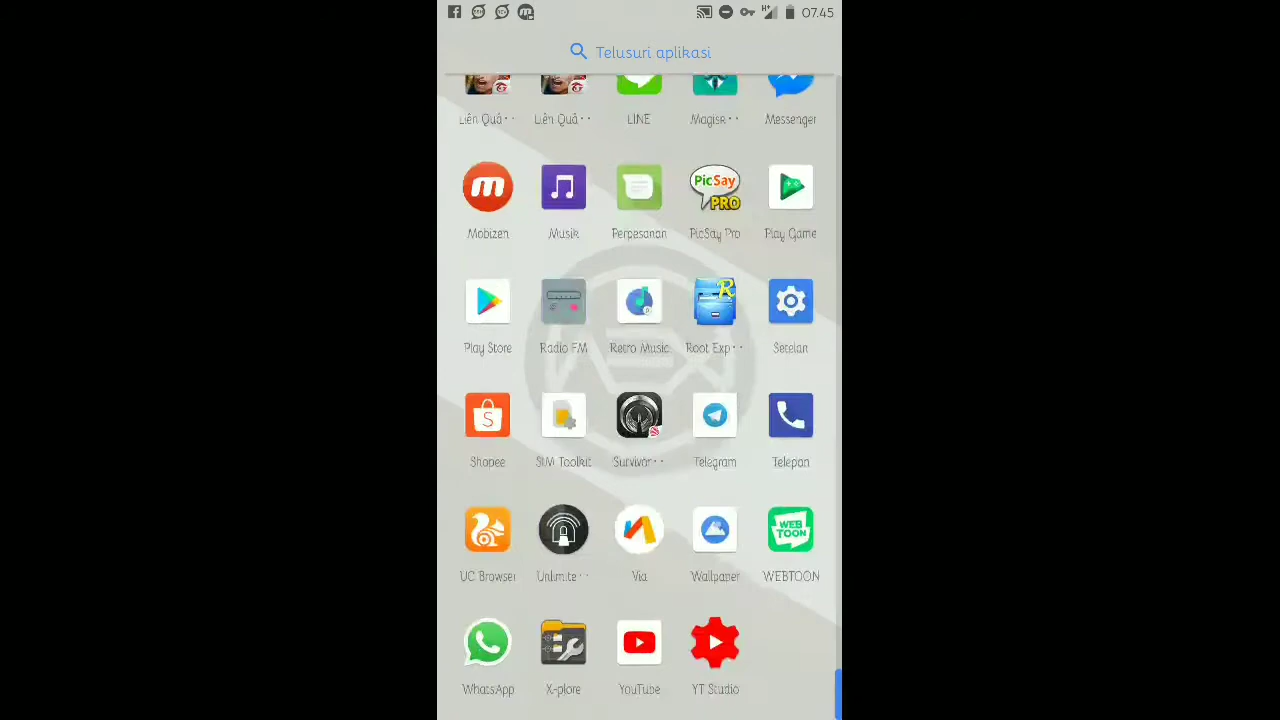 07.45
Telusuri aplikasi
Liên Quâ··
Liên Quâ··
LINE
Magisk··
Messenger
PicSay
PRO
Mobizen
Musik
Perpesanan
PicSay Pro
Play Game
R
Play Store
Radio FM
Retro Music
Root Exp··
Setelan
S
Shopee
SIM Toolkit
Survivor··
Telegram
Telepon
WEB
TOON
UC Browser
Unlimite··
Via
Wallpaper
WEBTOON
WhatsApp
X-plore
YouTube
YT Studio